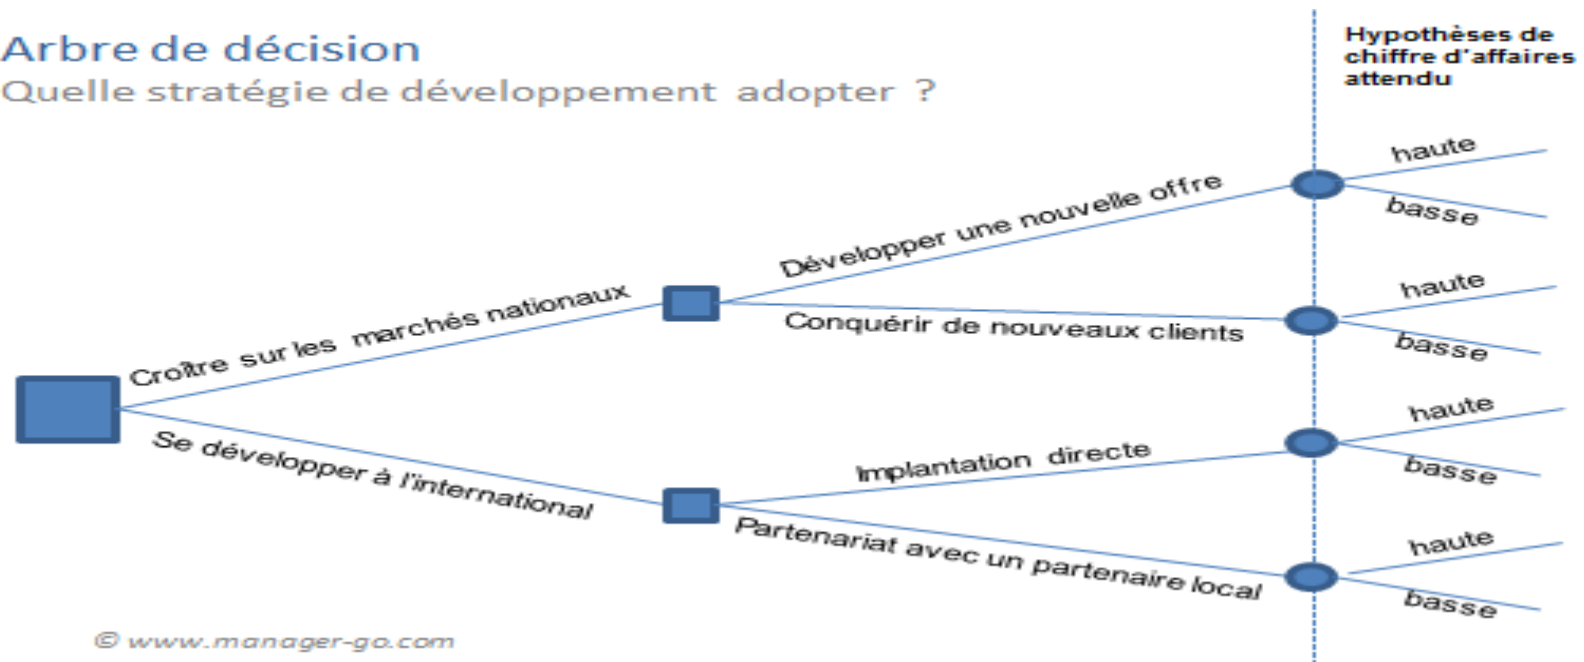 Arbre de décision
Quelle stratégie de développement adopter ?
Hypothèses de
chiffre d'affaires
attendu
haute
Développer une nouvelle offre
basse
Croître sur les marchés nationaux
haute
Conquérir de nouveaux clients
basse
haute
Implantation directe
basse
Se développer à l'international
haute
Partenariat avec un partenaire local
basse
© www.manager-go.com